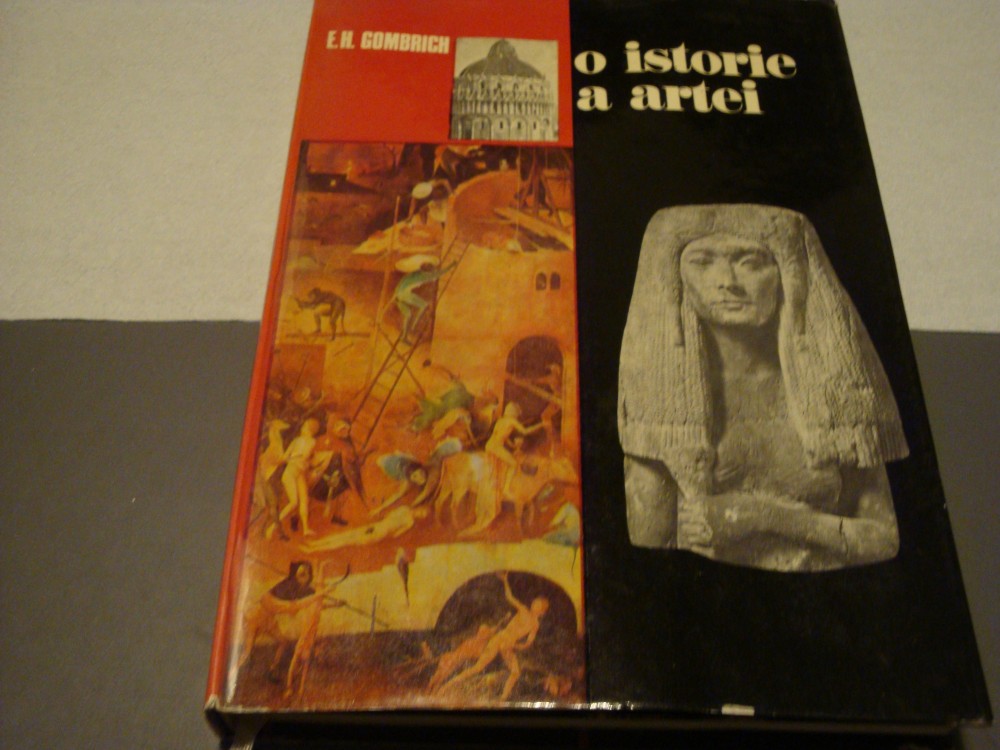 E.H. GOMBRICH
o istorie
a artei